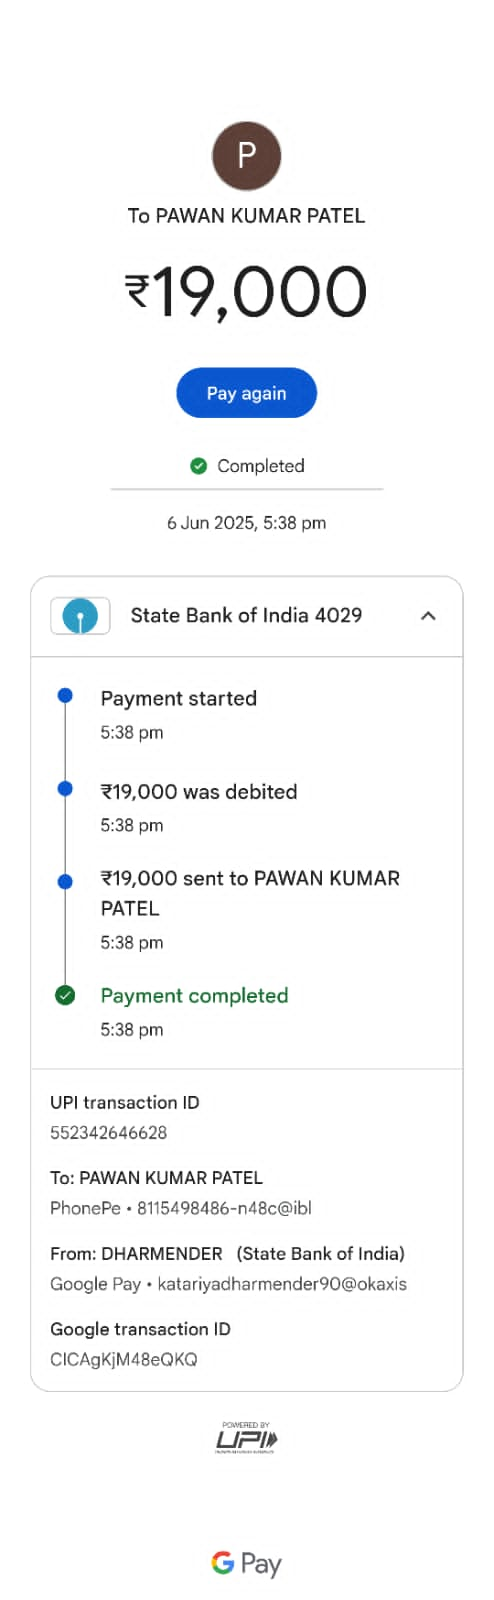 P
To PAWAN KUMAR PATEL
₹19,000
Pay again
Completed
6 Jun 2025, 5:38 pm
State Bank of India 4029
Payment started
5:38 pm
₹19,000 was debited
5:38 pm
₹19,000 sent to PAWAN KUMAR
PATEL
5:38 pm
Payment completed
5:38 pm
UPI transaction ID
552342646628
To: PAWAN KUMAR PATEL
PhonePe • 8115498486-n48c@ibl
From: DHARMENDER (State Bank of India)
Google Pay • katariyadharmender90@okaxis
Google transaction ID
CICAgKjM48eQKQ
POWERED BY
UPI
G Pay